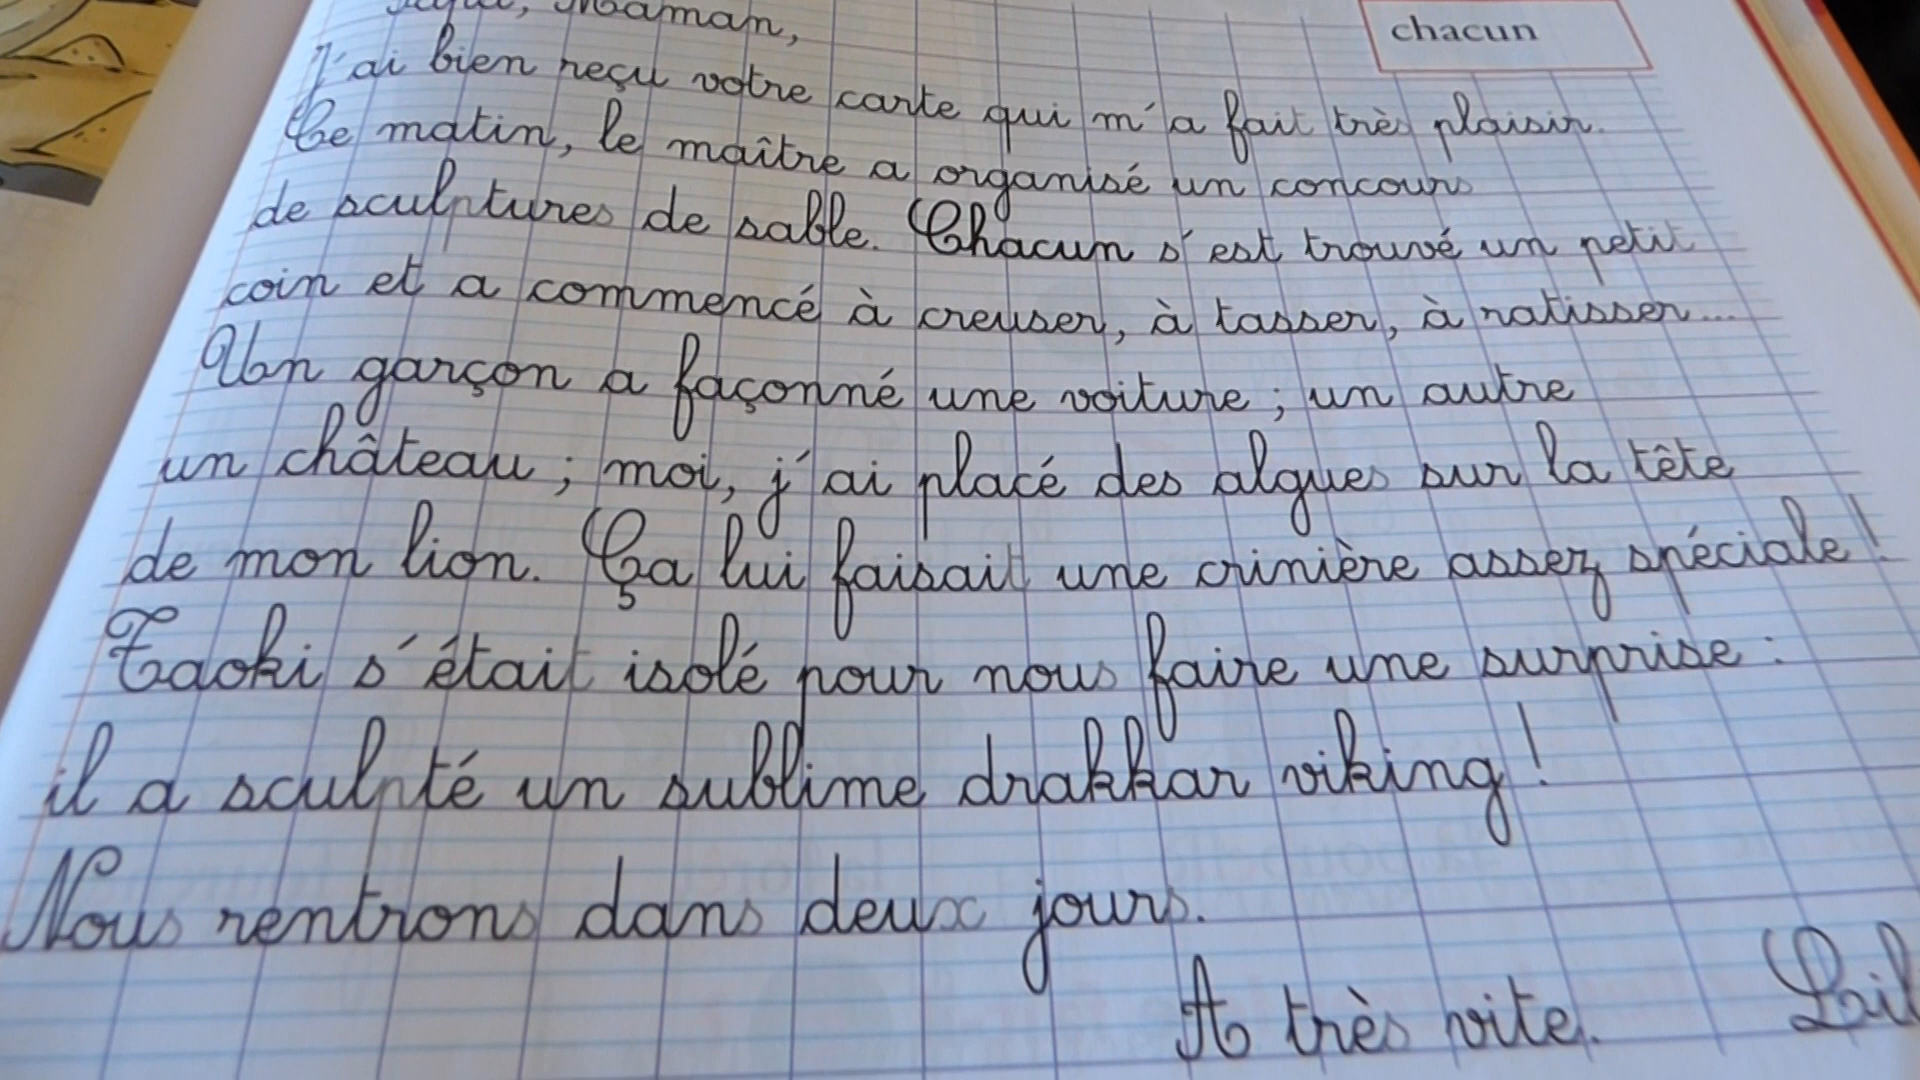 Maman,
chacun
J'ai bien reçu votre carte qui m'a fait très plaisir.
Ce matin, le maître a organisé un concours
de sculptures de sable. Chacun s'est trouvé un petit
coin et a commencé à creuser, à tasser, à ratisser...
Un garçon a façonné une voiture ; un autre
un château ; moi, j'ai placé des algues sur la tête
de mon lion. Ça lui faisait une crinière assez spéciale !
Taoki s'était isolé pour nous faire une surprise :
il a sculpté un sublime drakkar viking !
Nous rentrons dans deux jours.
A très vite.